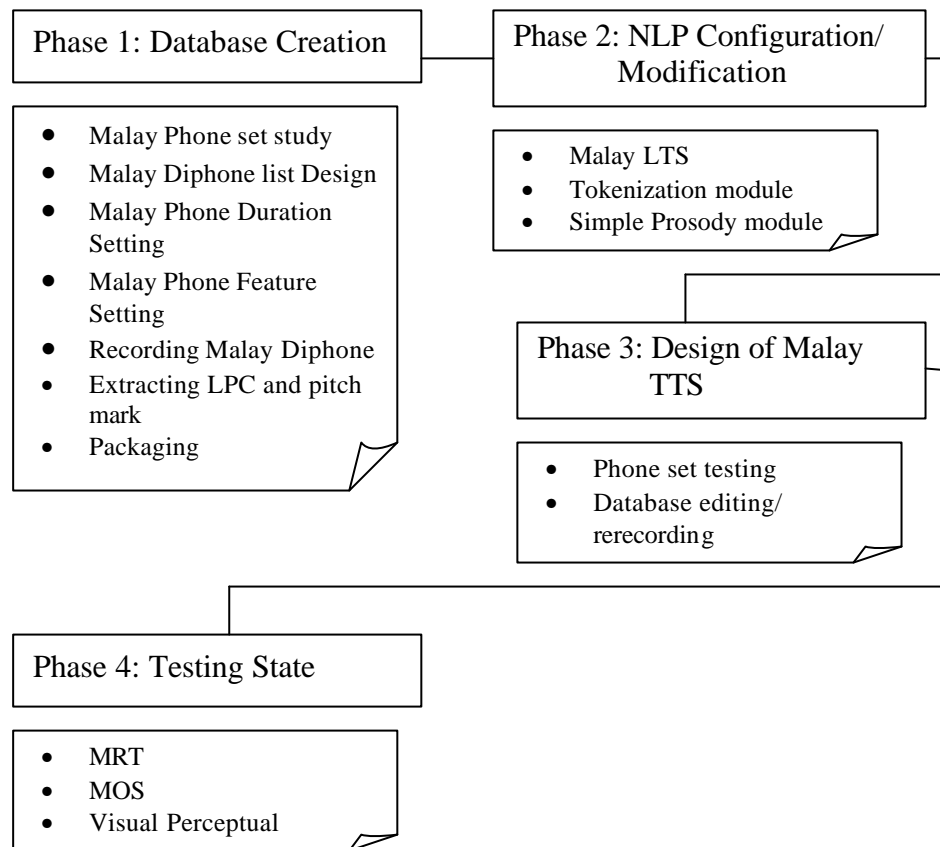 Phase 1: Database Creation
• Malay Phone set study
• Malay Diphone list Design
• Malay Phone Duration
Setting
• Malay Phone Feature
Setting
• Recording Malay Diphone
• Extracting LPC and pitch
mark
• Packaging
Phase 2: NLP Configuration/
Modification
• Malay LTS
• Tokenization module
• Simple Prosody module
Phase 3: Design of Malay
TTS
• Phone set testing
• Database editing/
rerecording
Phase 4: Testing State
• MRT
• MOS
• Visual Perceptual